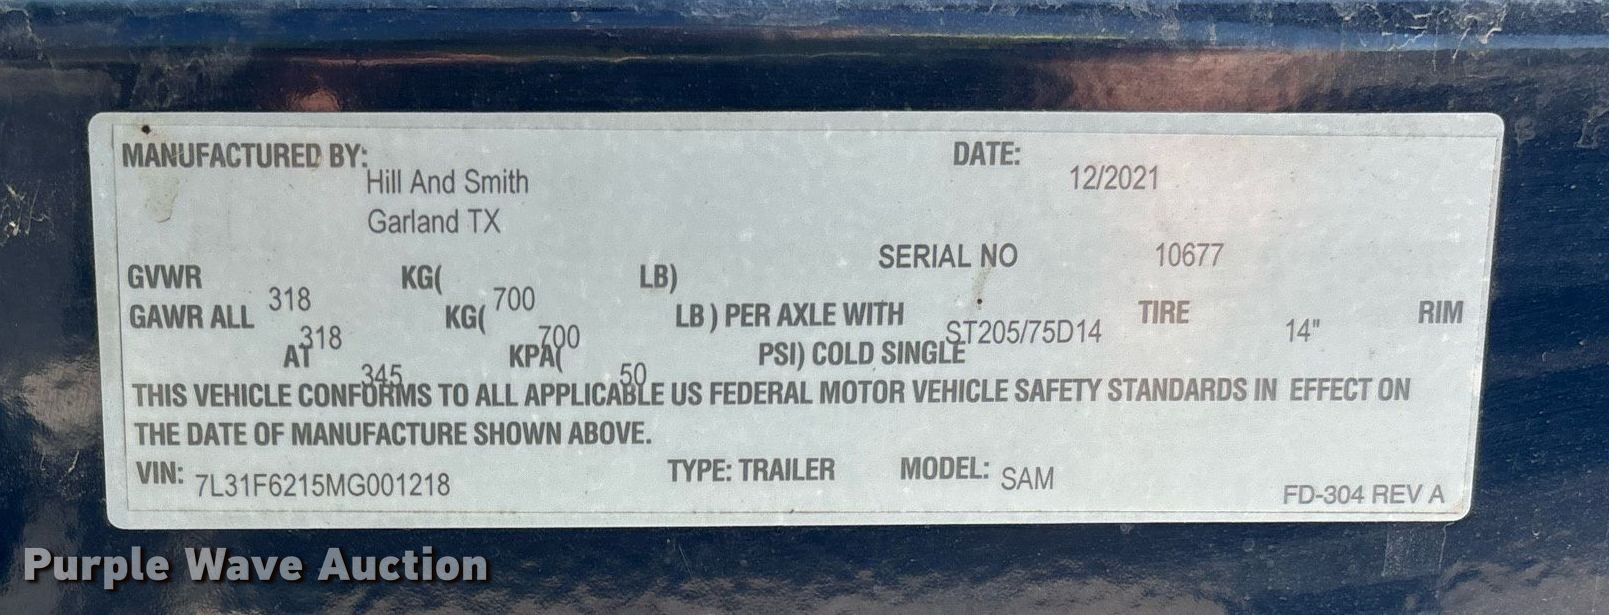 MANUFACTURED BY: DATE:
Hill And Smith 12/2021
Garland TX
SERIAL NO 10677
GVWR 318 KG( 700 LB)
GAWR ALL 318 KG( 700 LB ) PER AXLE WITH ST205/75D14 TIRE 14" RIM
AT 345 KPA( 50 PSI) COLD SINGLE
THIS VEHICLE CONFORMS TO ALL APPLICABLE US FEDERAL MOTOR VEHICLE SAFETY STANDARDS IN EFFECT ON
THE DATE OF MANUFACTURE SHOWN ABOVE.
VIN: 7L31F6215MG001218 TYPE: TRAILER MODEL: SAM
FD-304 REV A
Purple Wave Auction